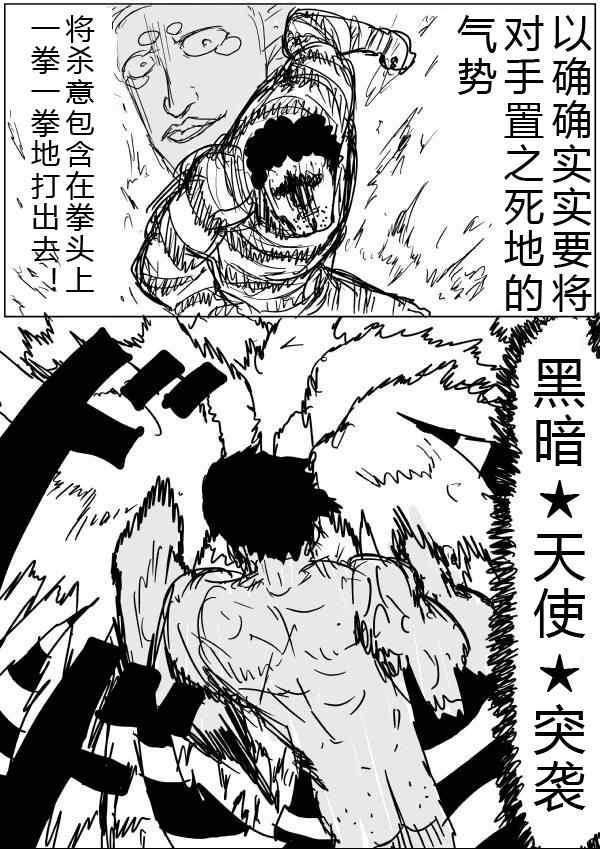 以确确实实要将
对手置之死地的
气势
将杀意包含在拳头上
一拳一拳地打出去！
黑暗★天使★突袭